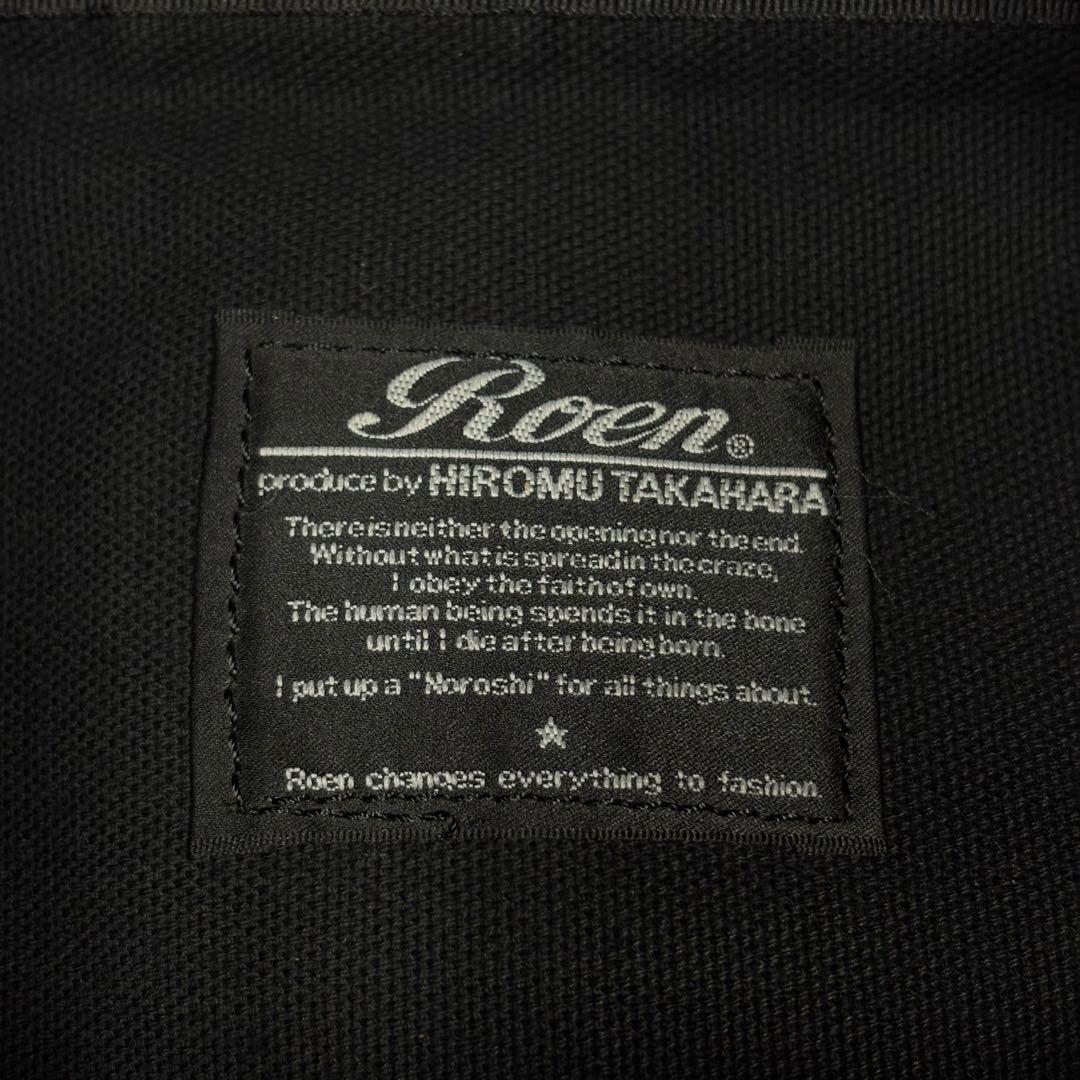 Roen®
produce by HIROMU TAKAHARA
There is neither the opening nor the end.
Without what is spread in the craze,
I obey the faith of own.
The human being spends it in the bone
until I die after being born.
I put up a "Noroshi" for all things about.
Roen changes everything to fashion